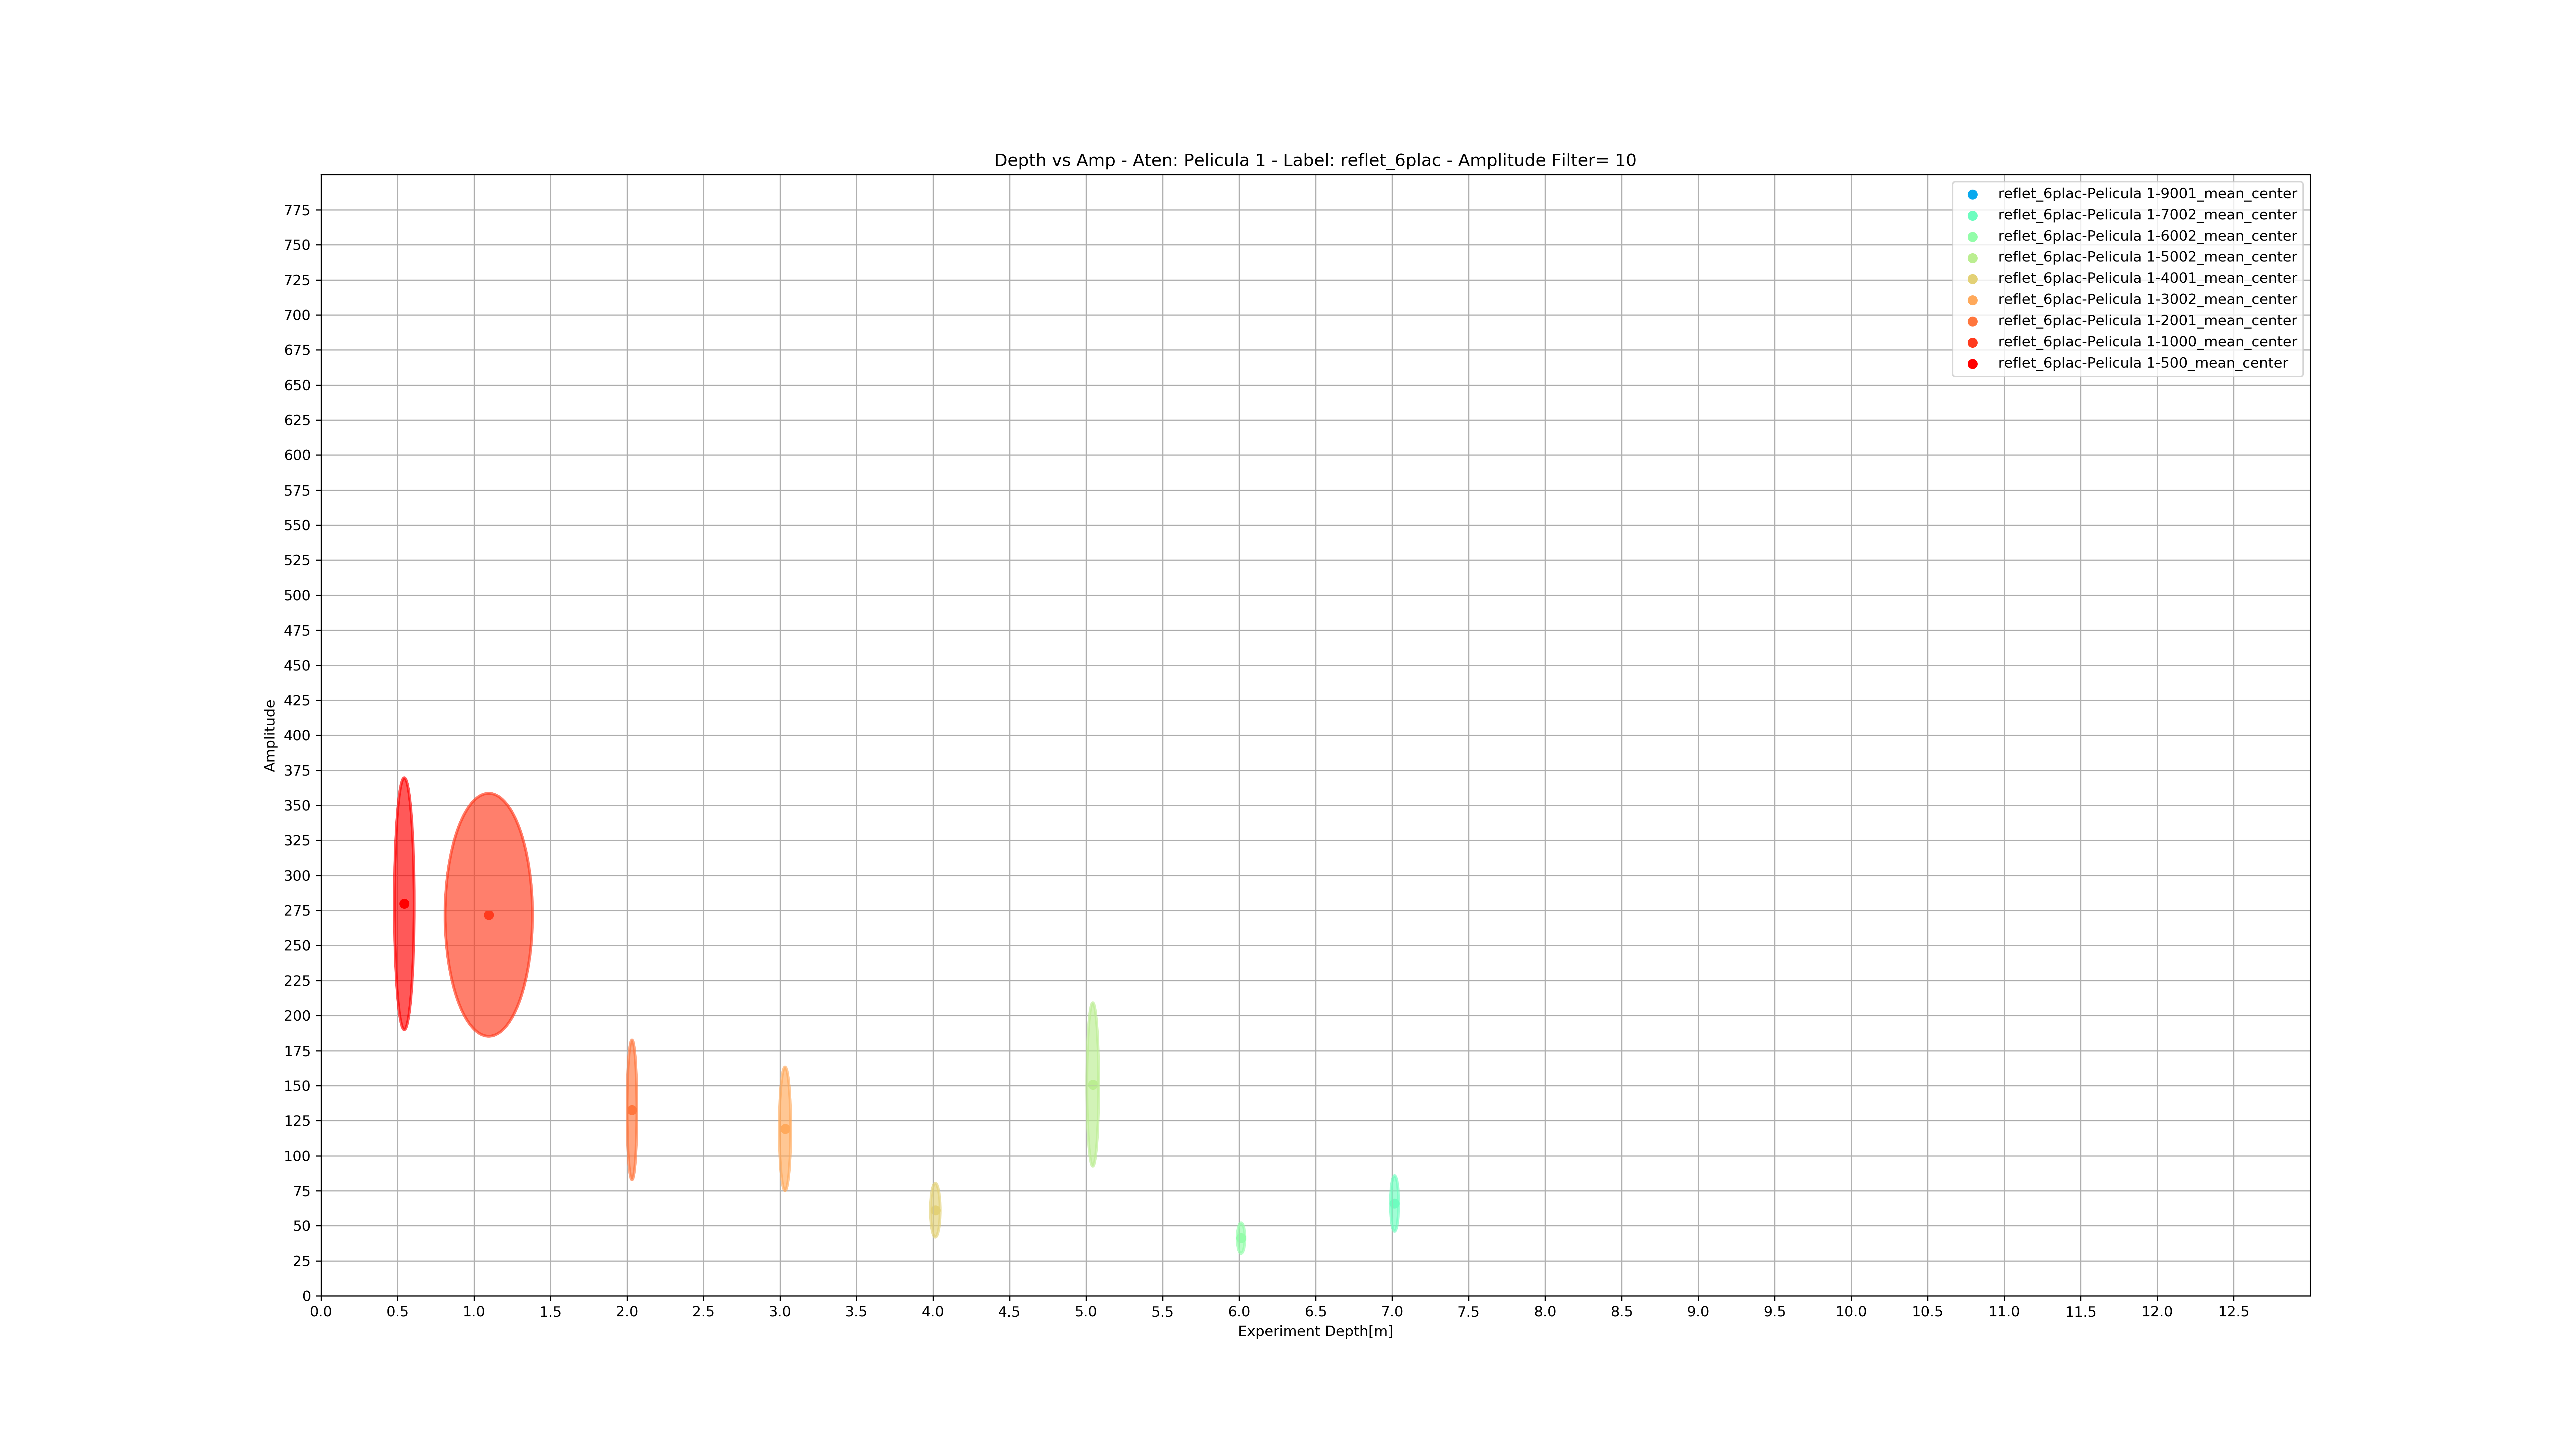 Depth vs Amp - Aten: Pelicula 1 - Label: reflet_6plac - Amplitude Filter= 10
reflet_6plac-Pelicula 1-9001_mean_center
reflet_6plac-Pelicula 1-7002_mean_center
reflet_6plac-Pelicula 1-6002_mean_center
reflet_6plac-Pelicula 1-5002_mean_center
reflet_6plac-Pelicula 1-4001_mean_center
reflet_6plac-Pelicula 1-3002_mean_center
reflet_6plac-Pelicula 1-2001_mean_center
reflet_6plac-Pelicula 1-1000_mean_center
reflet_6plac-Pelicula 1-500_mean_center
775
750
725
700
675
650
625
600
575
550
525
500
475
450
425
400
375
350
325
300
275
250
225
200
175
150
125
100
75
50
25
0
Amplitude
0.0 0.5 1.0 1.5 2.0 2.5 3.0 3.5 4.0 4.5 5.0 5.5 6.0 6.5 7.0 7.5 8.0 8.5 9.0 9.5 10.0 10.5 11.0 11.5 12.0 12.5
Experiment Depth[m]